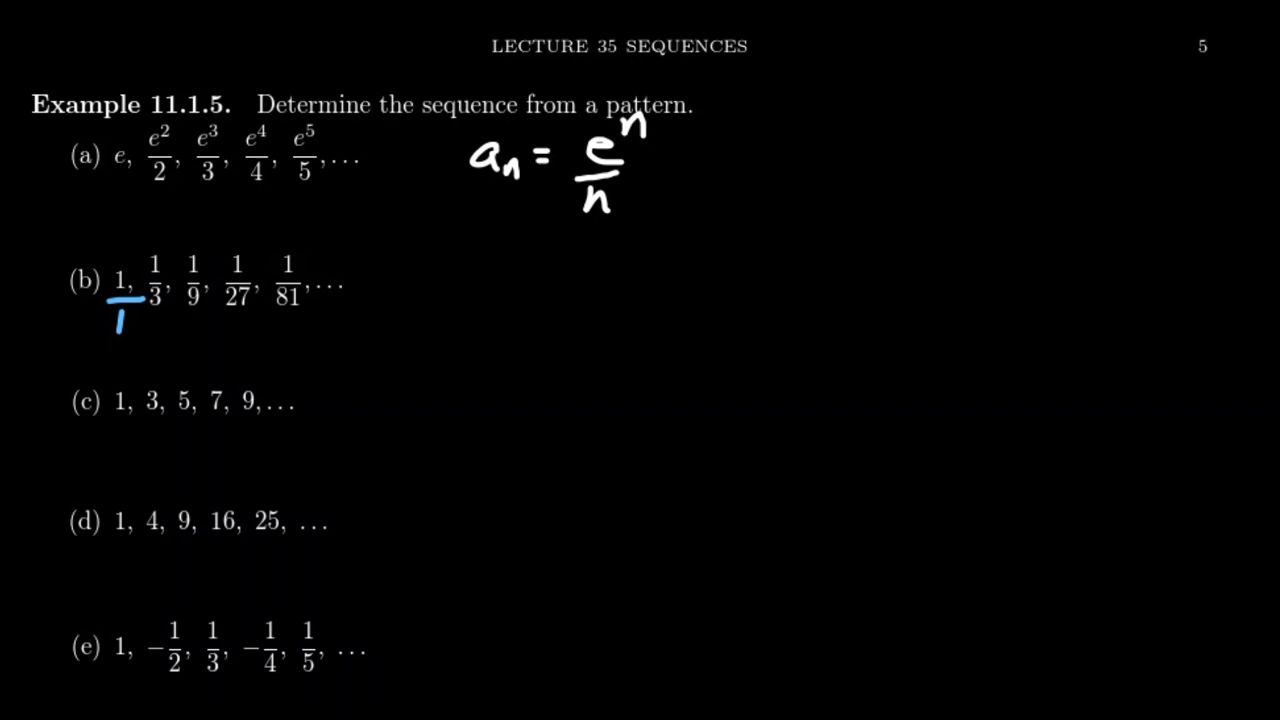 LECTURE 35 SEQUENCES 5
Example 11.1.5. Determine the sequence from a pattern.
(a) e, e^2/2, e^3/3, e^4/4, e^5/5, ... a_n = e^n/n
(b) 1, 1/3, 1/9, 1/27, 1/81, ...
1
(c) 1, 3, 5, 7, 9, ...
(d) 1, 4, 9, 16, 25, ...
(e) 1, −1/2, 1/3, −1/4, 1/5, ...